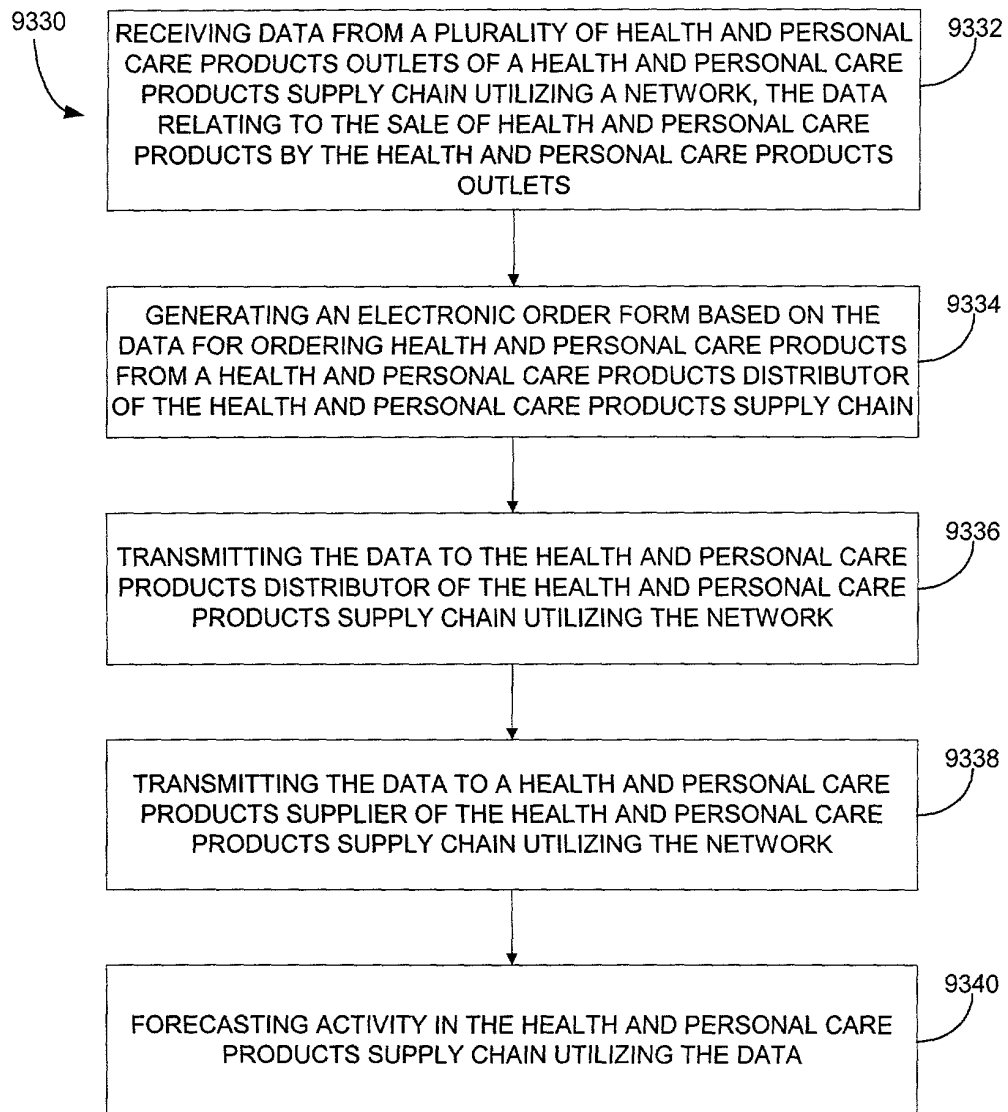 9330
RECEIVING DATA FROM A PLURALITY OF HEALTH AND PERSONAL
CARE PRODUCTS OUTLETS OF A HEALTH AND PERSONAL CARE
PRODUCTS SUPPLY CHAIN UTILIZING A NETWORK, THE DATA
RELATING TO THE SALE OF HEALTH AND PERSONAL CARE
PRODUCTS BY THE HEALTH AND PERSONAL CARE PRODUCTS
OUTLETS
9332
GENERATING AN ELECTRONIC ORDER FORM BASED ON THE
DATA FOR ORDERING HEALTH AND PERSONAL CARE PRODUCTS
FROM A HEALTH AND PERSONAL CARE PRODUCTS DISTRIBUTOR
OF THE HEALTH AND PERSONAL CARE PRODUCTS SUPPLY CHAIN
9334
TRANSMITTING THE DATA TO THE HEALTH AND PERSONAL CARE
PRODUCTS DISTRIBUTOR OF THE HEALTH AND PERSONAL CARE
PRODUCTS SUPPLY CHAIN UTILIZING THE NETWORK
9336
TRANSMITTING THE DATA TO A HEALTH AND PERSONAL CARE
PRODUCTS SUPPLIER OF THE HEALTH AND PERSONAL CARE
PRODUCTS SUPPLY CHAIN UTILIZING THE NETWORK
9338
FORECASTING ACTIVITY IN THE HEALTH AND PERSONAL CARE
PRODUCTS SUPPLY CHAIN UTILIZING THE DATA
9340